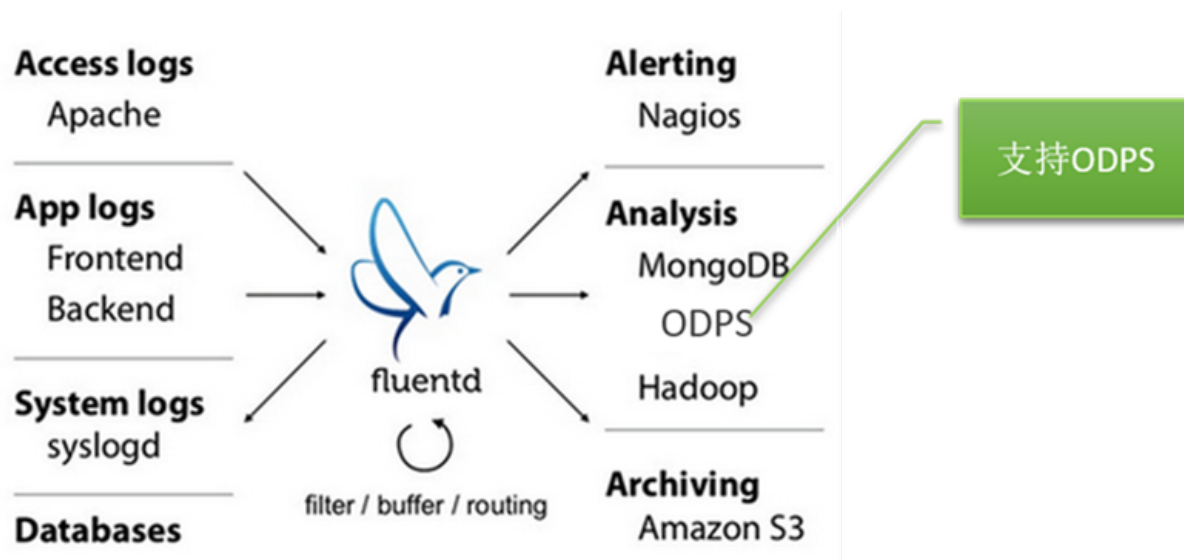 Access logs
Apache
App logs
Frontend
Backend
System logs
syslogd
Databases
fluentd
filter / buffer / routing
Alerting
Nagios
Analysis
MongoDB
ODPS
Hadoop
Archiving
Amazon S3
支持ODPS